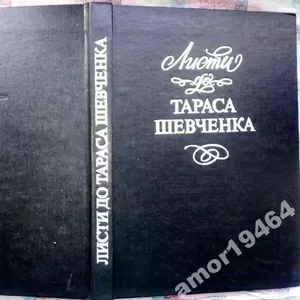 ЛИСТИ ДО ТАРАСА ШЕВЧЕНКА
Листи
до
ТАРАСА
ШЕВЧЕНКА
amor19464